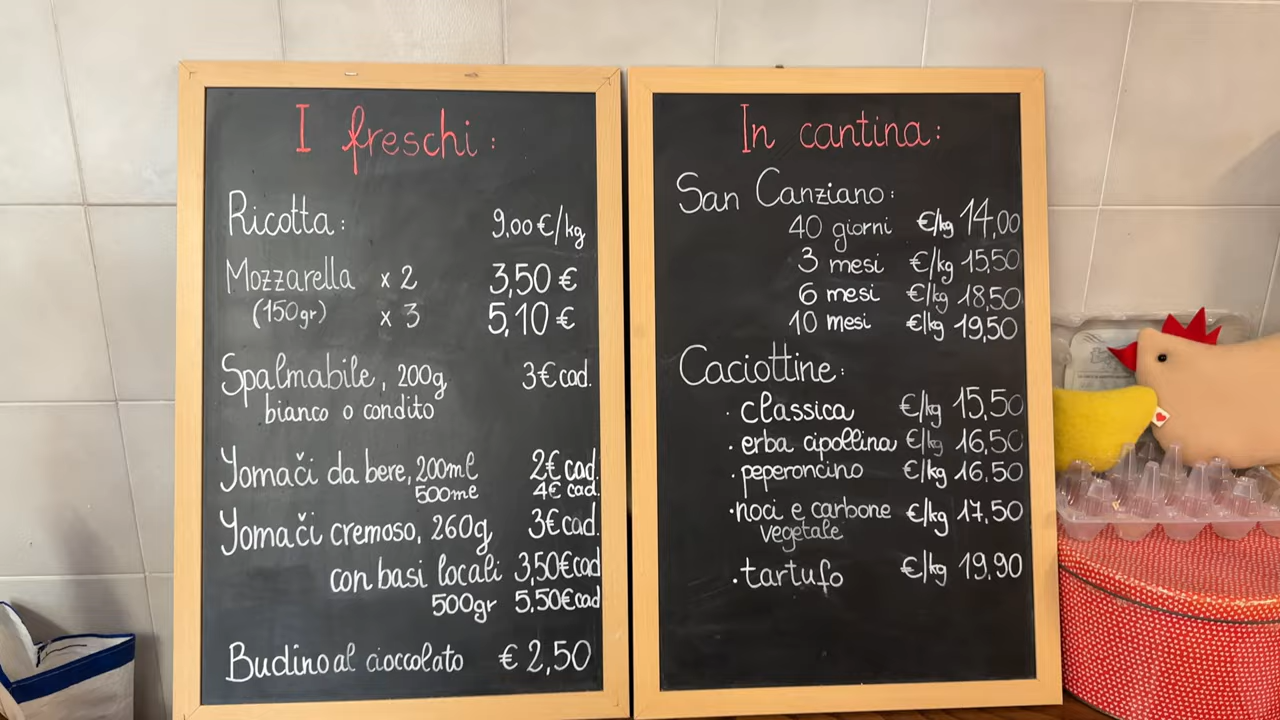 I freschi:
Ricotta: 9,00€/kg
Mozzarella x 2 3,50€
(150gr) x 3 5,10€
Spalmabile, 200g 3€cad.
bianco o condito
Yomači da bere, 200ml 2€ cad.
500ml 4€ cad.
Yomači cremoso, 260g 3€cad.
con basi locali 3,50€cad
500gr 5,50€cad
Budino al cioccolato € 2,50
In cantina:
San Canziano:
40 giorni €/kg 14,00
3 mesi €/kg 15,50
6 mesi €/kg 18,50
10 mesi €/kg 19,50
Caciottine:
· classica €/kg 15,50
· erba cipollina €/kg 16,50
· peperoncino €/kg 16.50
· noci e carbone €/kg 17,50
vegetale
· tartufo €/kg 19,90